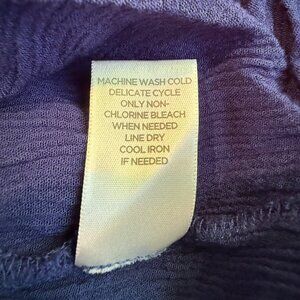 MACHINE WASH COLD
DELICATE CYCLE
ONLY NON-
CHLORINE BLEACH
WHEN NEEDED
LINE DRY
COOL IRON
IF NEEDED